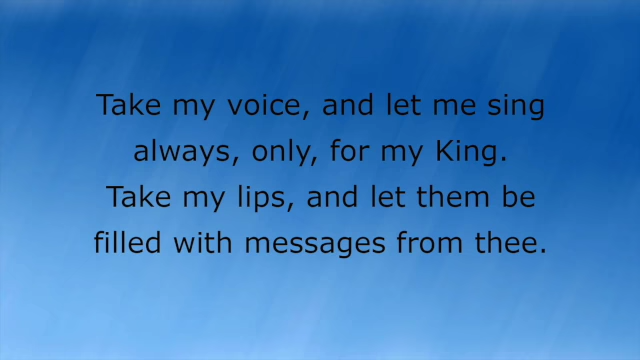 Take my voice, and let me sing
always, only, for my King.
Take my lips, and let them be
filled with messages from thee.